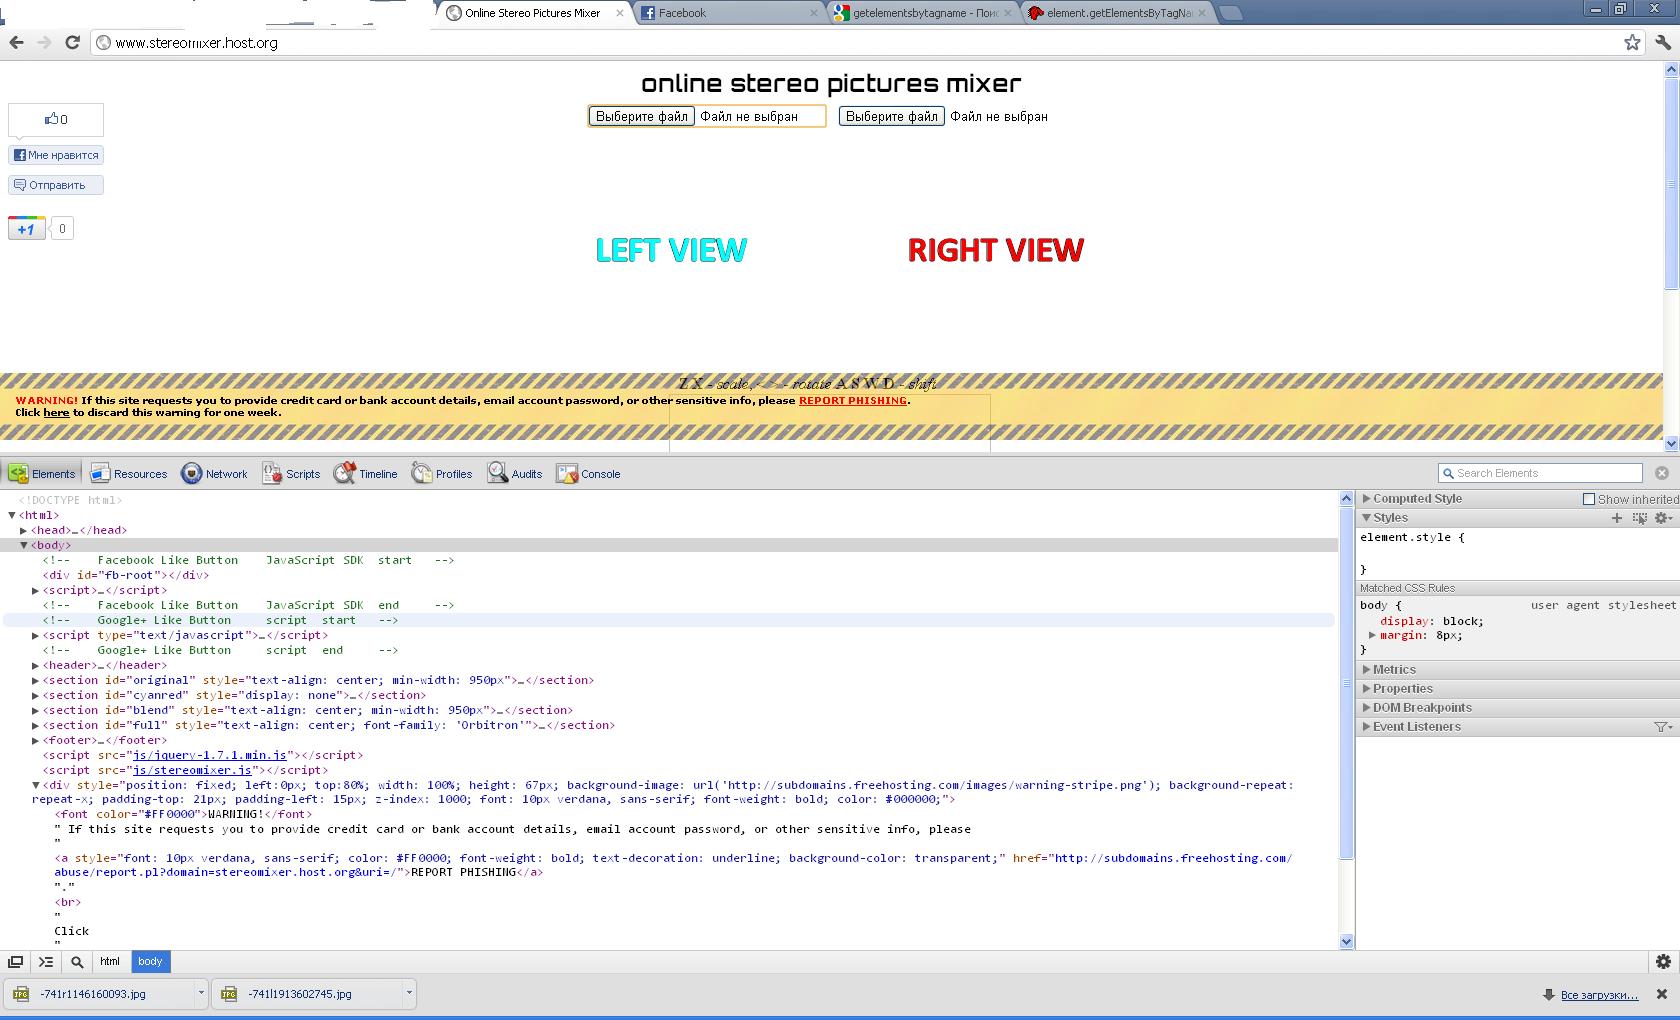 Online Stereo Pictures Mixer
Facebook
getelementsbytagname - Поис
element.getElementsByTagNa
www.stereomixer.host.org
online stereo pictures mixer
Выберите файл Файл не выбран Выберите файл Файл не выбран
0
Мне нравится
Отправить
+1 0
LEFT VIEW RIGHT VIEW
Z X - scale, < > - rotate A S W D - shift
WARNING! If this site requests you to provide credit card or bank account details, email account password, or other sensitive info, please REPORT PHISHING.
Click here to discard this warning for one week.
Elements Resources Network Scripts Timeline Profiles Audits Console Search Elements
<!DOCTYPE html>
▼<html>
▶<head>…</head>
▼<body>
<!-- Facebook Like Button JavaScript SDK start -->
<div id="fb-root"></div>
▶<script>…</script>
<!-- Facebook Like Button JavaScript SDK end -->
<!-- Google+ Like Button script start -->
▶<script type="text/javascript">…</script>
<!-- Google+ Like Button script end -->
▶<header>…</header>
▶<section id="original" style="text-align: center; min-width: 950px">…</section>
▶<section id="cyanred" style="display: none">…</section>
▶<section id="blend" style="text-align: center; min-width: 950px">…</section>
▶<section id="full" style="text-align: center; font-family: 'Orbitron'">…</section>
▶<footer>…</footer>
<script src="js/jquery-1.7.1.min.js"></script>
<script src="js/stereomixer.js"></script>
▼<div style="position: fixed; left:0px; top:80%; width: 100%; height: 67px; background-image: url('http://subdomains.freehosting.com/images/warning-stripe.png'); background-repeat:
repeat-x; padding-top: 21px; padding-left: 15px; z-index: 1000; font: 10px verdana, sans-serif; font-weight: bold; color: #000000;">
<font color="#FF0000">WARNING!</font>
" If this site requests you to provide credit card or bank account details, email account password, or other sensitive info, please
"
<a style="font: 10px verdana, sans-serif; color: #FF0000; font-weight: bold; text-decoration: underline; background-color: transparent;" href="http://subdomains.freehosting.com/
abuse/report.pl?domain=stereomixer.host.org&uri=/">REPORT PHISHING</a>
"."
<br>
"
Click
"
▶Computed Style Show inherited
▼Styles
element.style {
}
Matched CSS Rules
body { user agent stylesheet
display: block;
▶margin: 8px;
}
▶Metrics
▶Properties
▶DOM Breakpoints
▶Event Listeners
html body
-741r1146160093.jpg
-741l1913602745.jpg
Все загрузки...